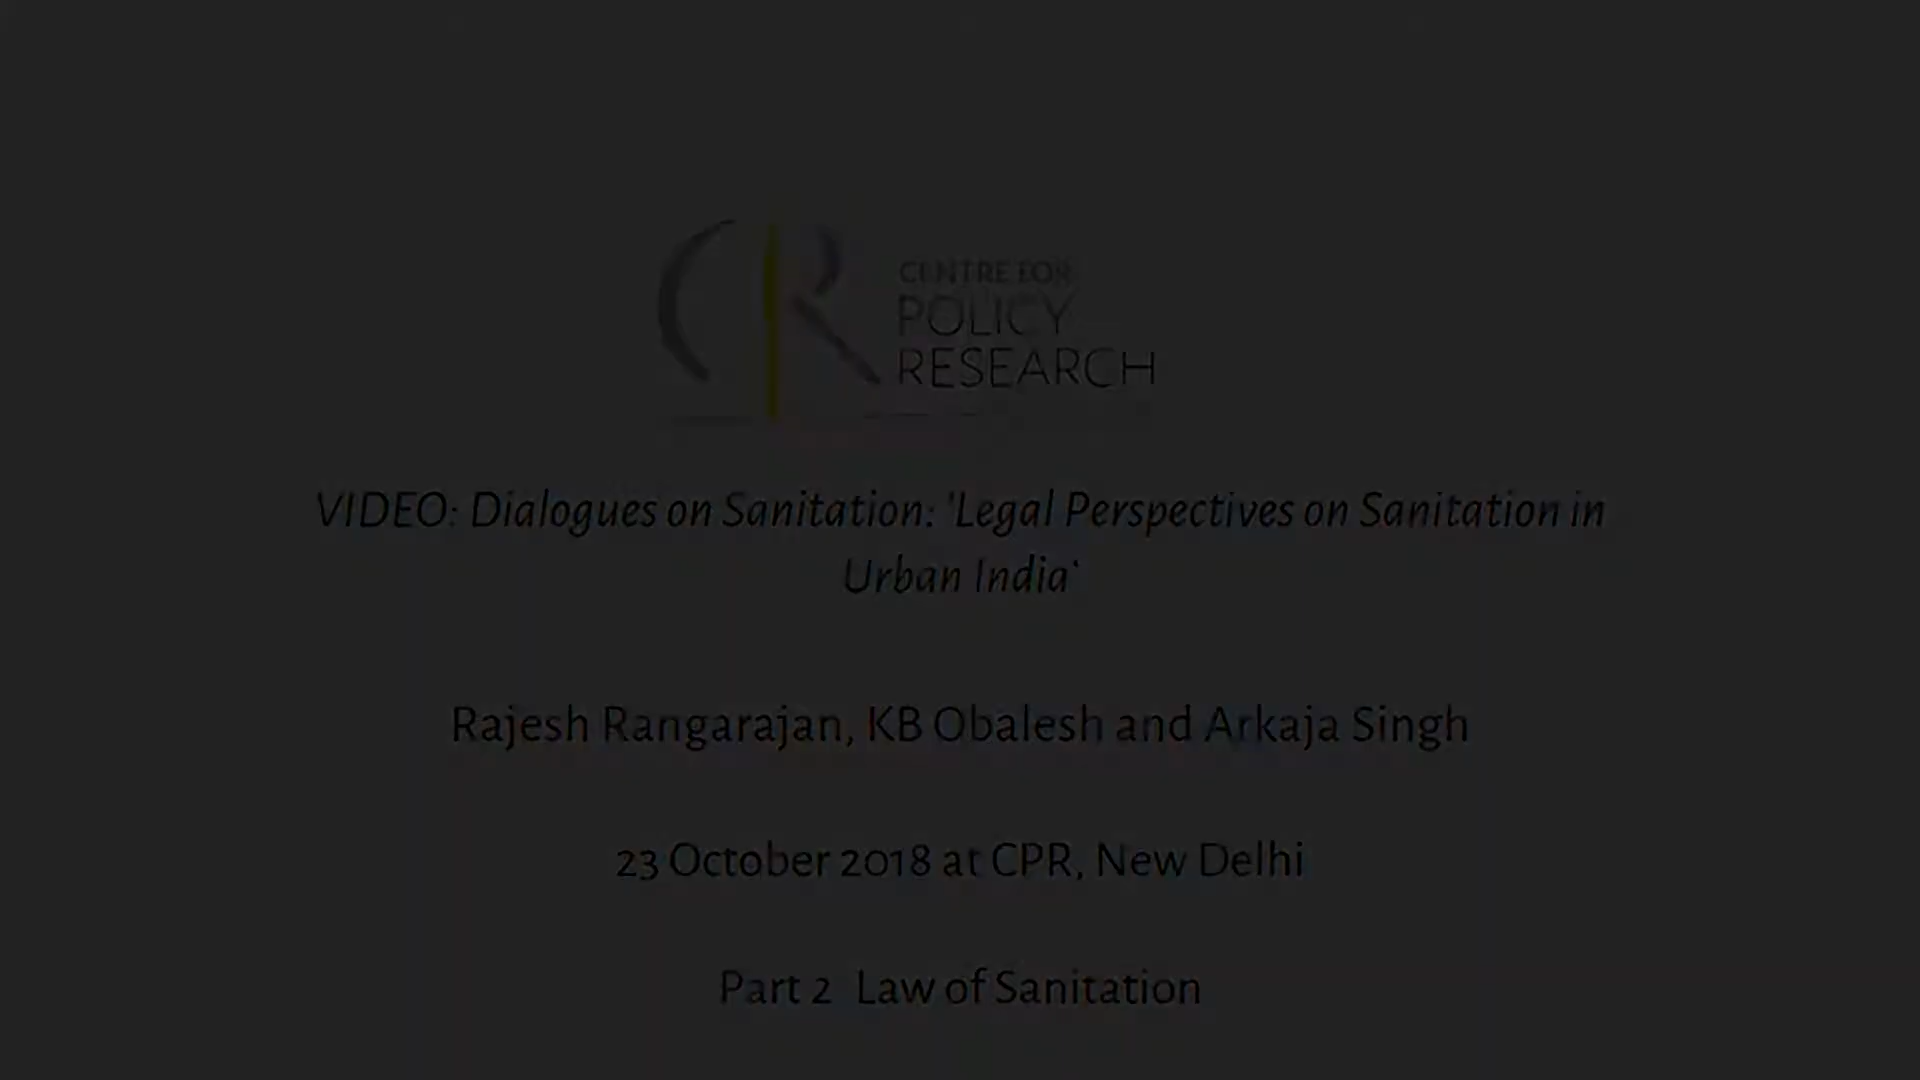 CENTRE FOR
POLICY
RESEARCH
VIDEO: Dialogues on Sanitation: 'Legal Perspectives on Sanitation in
Urban India'
Rajesh Rangarajan, KB Obalesh and Arkaja Singh
23 October 2018 at CPR, New Delhi
Part 2 Law of Sanitation